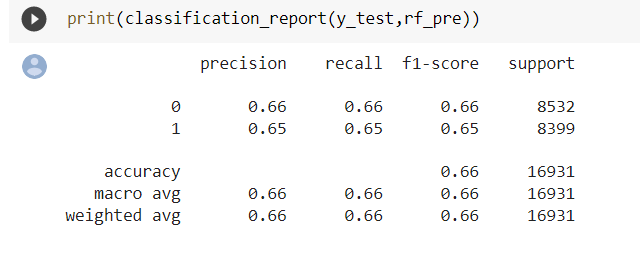 print(classification_report(y_test,rf_pre))
precision recall f1-score support
0 0.66 0.66 0.66 8532
1 0.65 0.65 0.65 8399
accuracy 0.66 16931
macro avg 0.66 0.66 0.66 16931
weighted avg 0.66 0.66 0.66 16931